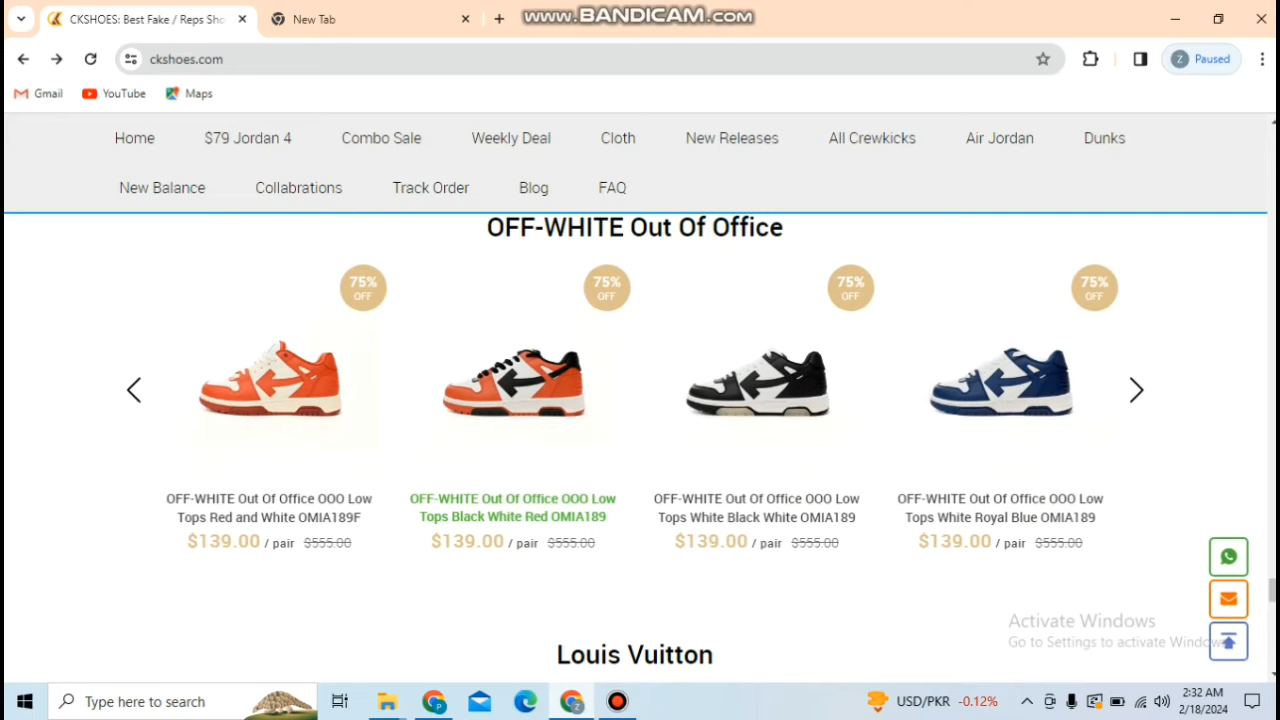 CKSHOES: Best Fake / Reps Sho
New Tab
www.BANDICAM.com
ckshoes.com
Z Paused
Gmail YouTube Maps
Home $79 Jordan 4 Combo Sale Weekly Deal Cloth New Releases All Crewkicks Air Jordan Dunks
New Balance Collabrations Track Order Blog FAQ
OFF-WHITE Out Of Office
75% 75% 75% 75%
OFF OFF OFF OFF
OFF-WHITE Out Of Office OOO Low OFF-WHITE Out Of Office OOO Low OFF-WHITE Out Of Office OOO Low OFF-WHITE Out Of Office OOO Low
Tops Red and White OMIA189F Tops Black White Red OMIA189 Tops White Black White OMIA189 Tops White Royal Blue OMIA189
$139.00 / pair $555.00 $139.00 / pair $555.00 $139.00 / pair $555.00 $139.00 / pair $555.00
Activate Windows
Go to Settings to activate Windows
Louis Vuitton
Type here to search
P
Z
USD/PKR -0.12%
2:32 AM
2/18/2024